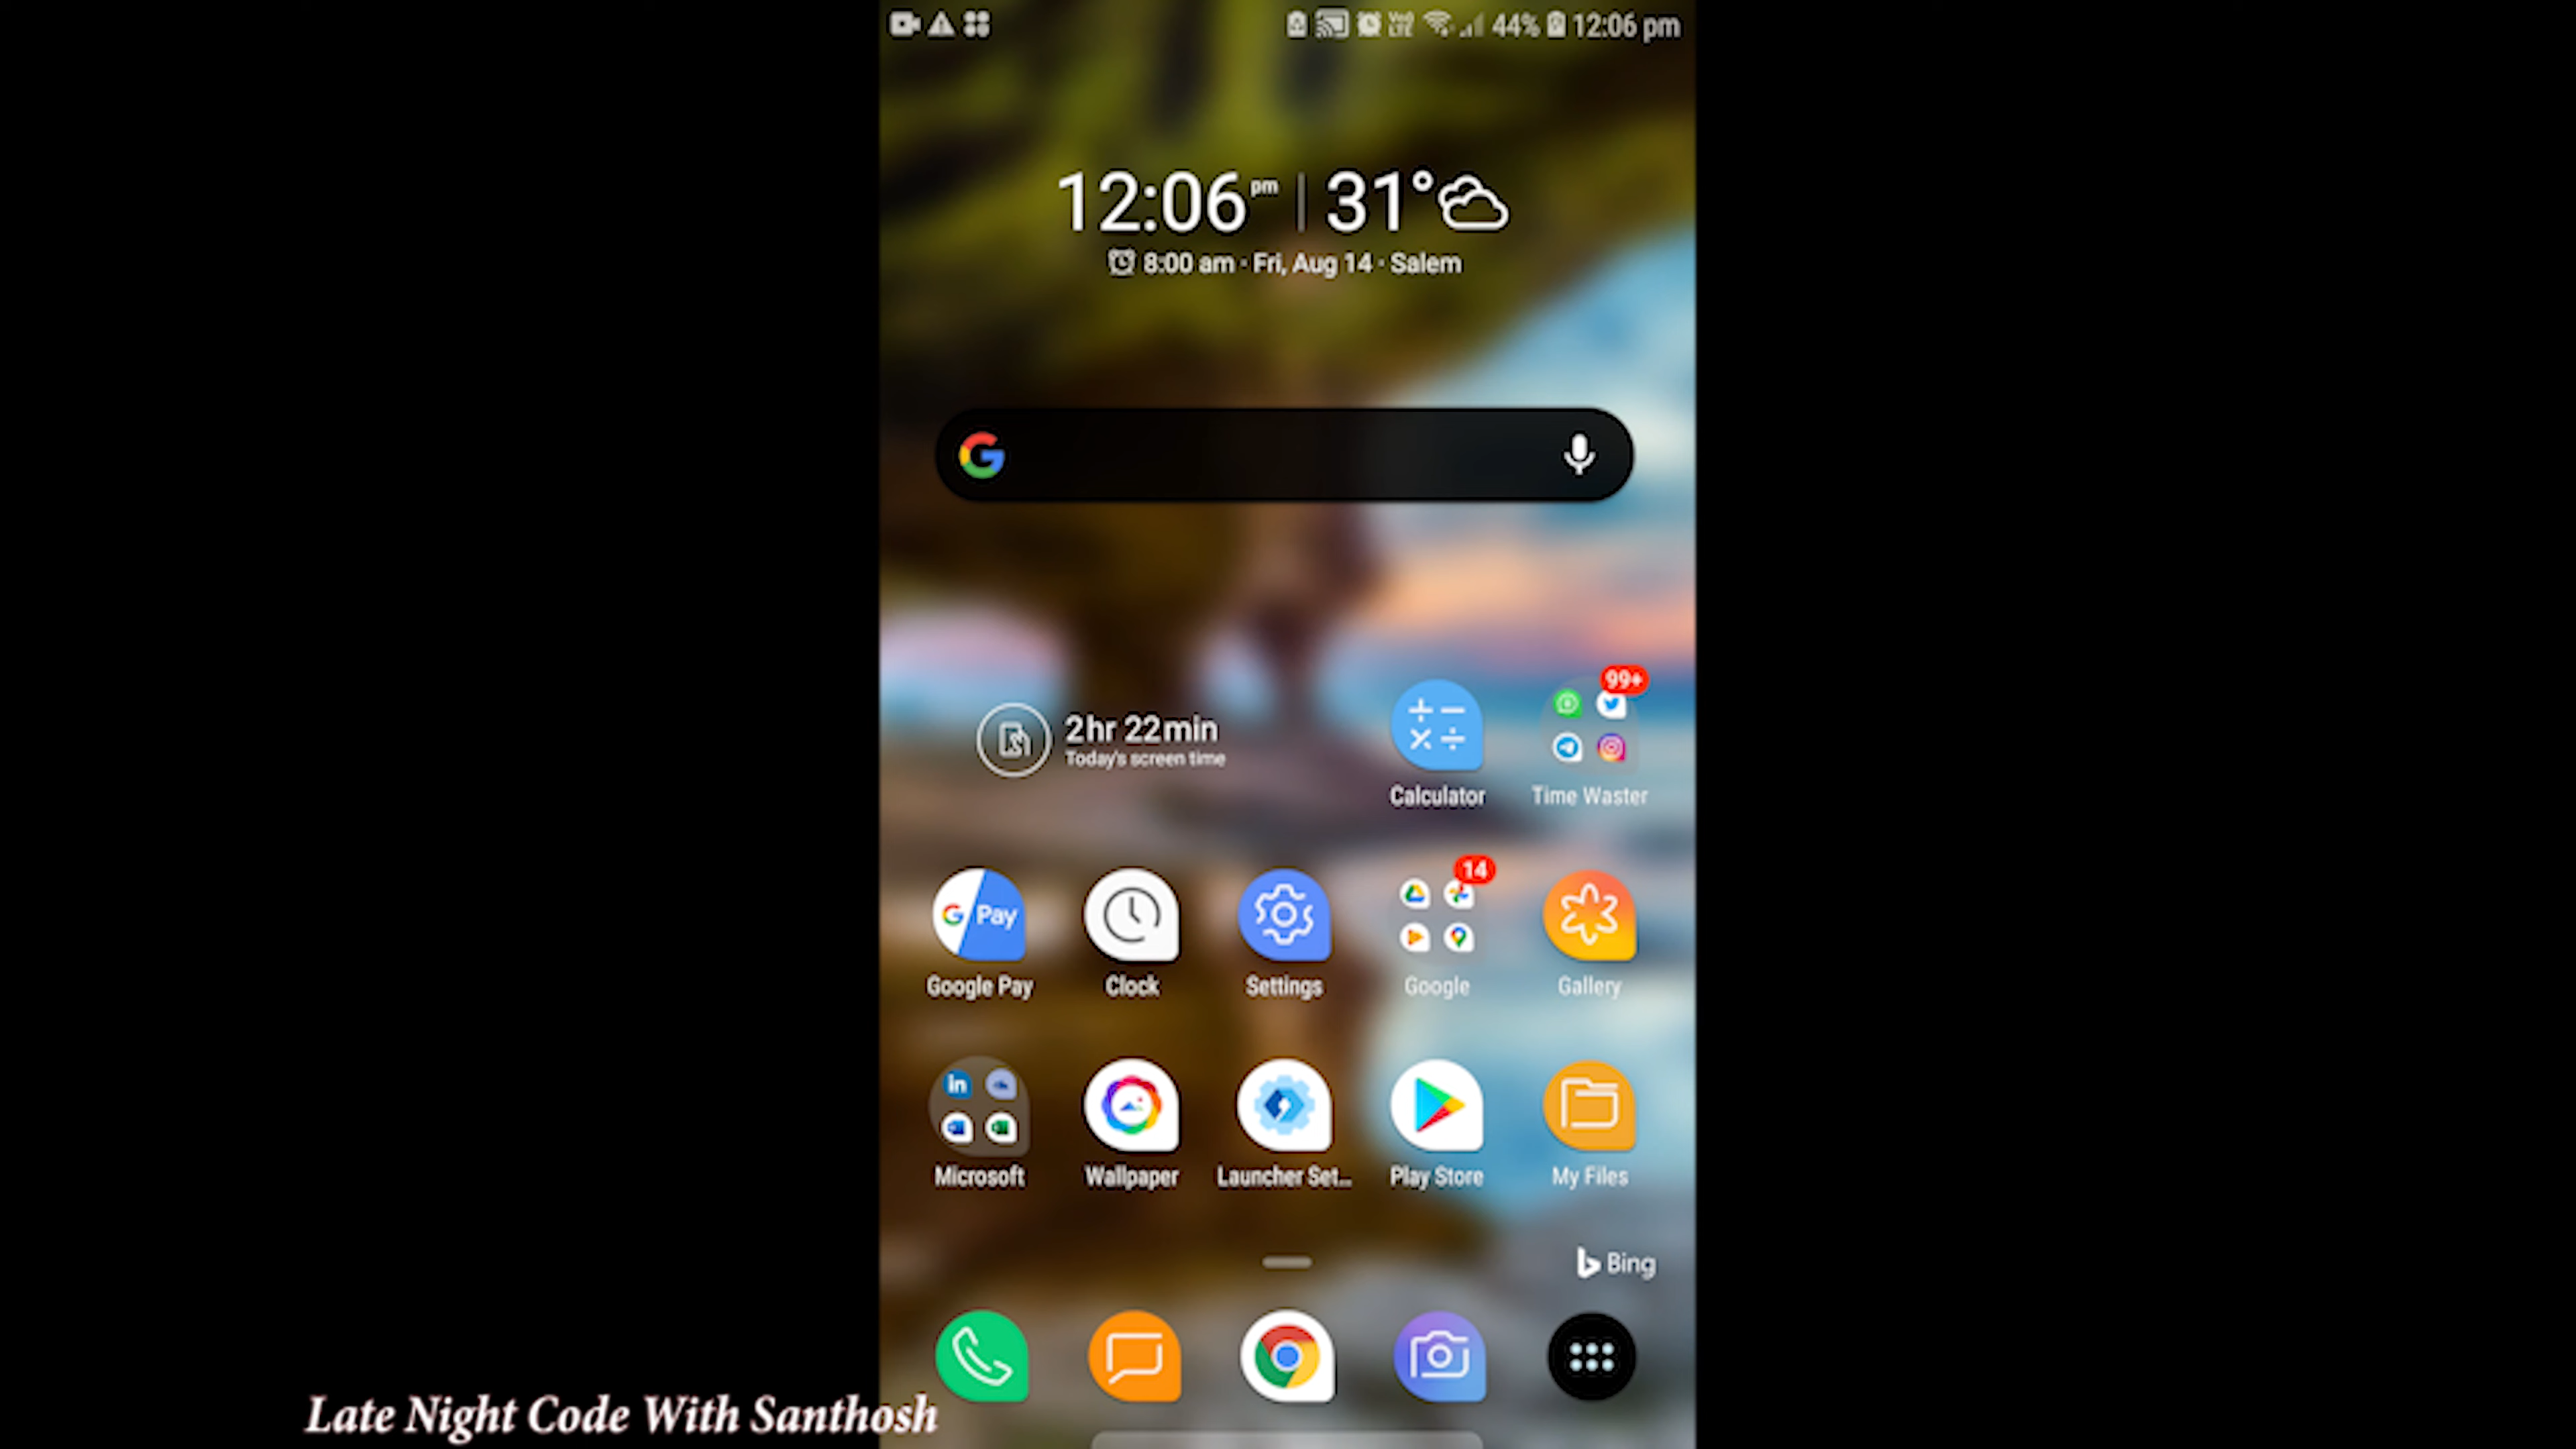 44% 12:06 pm
12:06 pm | 31°
8:00 am · Fri, Aug 14 · Salem
G
2hr 22min
Today's screen time
99+
Calculator
Time Waster
14
G Pay
Google Pay
Clock
Settings
Google
Gallery
in
Microsoft
Wallpaper
Launcher Set...
Play Store
My Files
Bing
Late Night Code With Santhosh